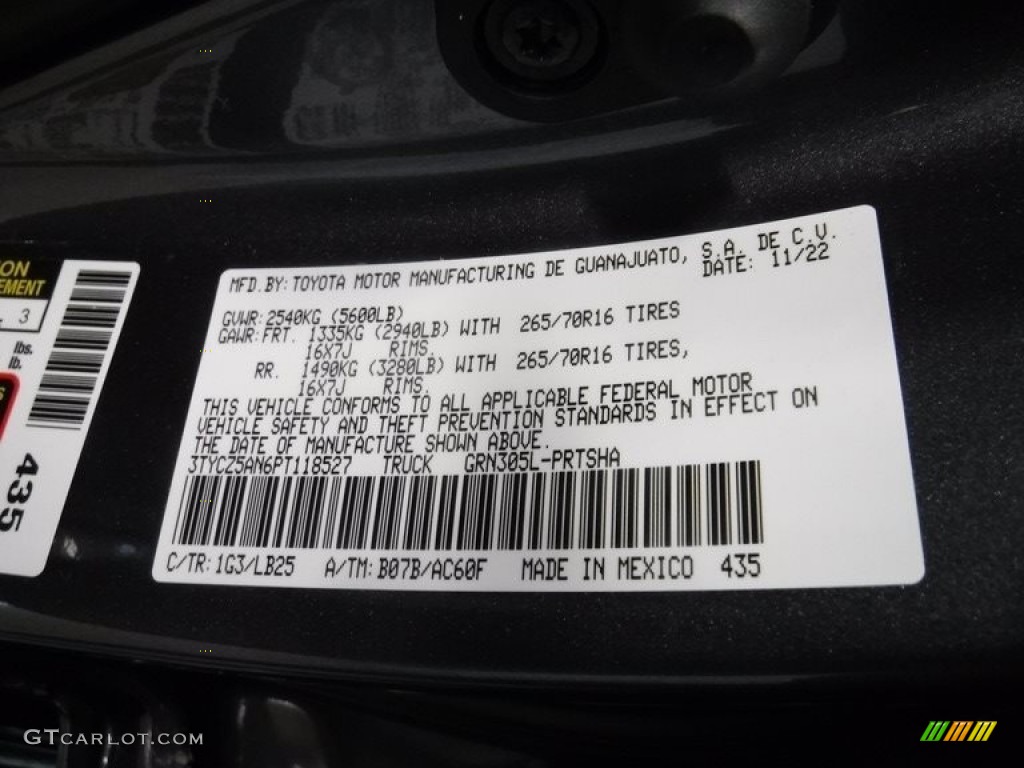 MFD.BY: TOYOTA MOTOR MANUFACTURING DE GUANAJUATO, S.A. DE C.V.
DATE: 11/22
GVWR: 2540KG (5600LB)
GAWR: FRT. 1335KG (2940LB) WITH 265/70R16 TIRES
16X7J RIMS.
RR. 1490KG (3280LB) WITH 265/70R16 TIRES,
16X7J RIMS.
THIS VEHICLE CONFORMS TO ALL APPLICABLE FEDERAL MOTOR
VEHICLE SAFETY AND THEFT PREVENTION STANDARDS IN EFFECT ON
THE DATE OF MANUFACTURE SHOWN ABOVE.
3TYCZ5AN6PT118527 TRUCK GRN305L-PRTSHA
C/TR: 1G3/LB25 A/TM: B07B/AC60F MADE IN MEXICO 435
3
lbs.
lb.
435
GTCARLOT.COM